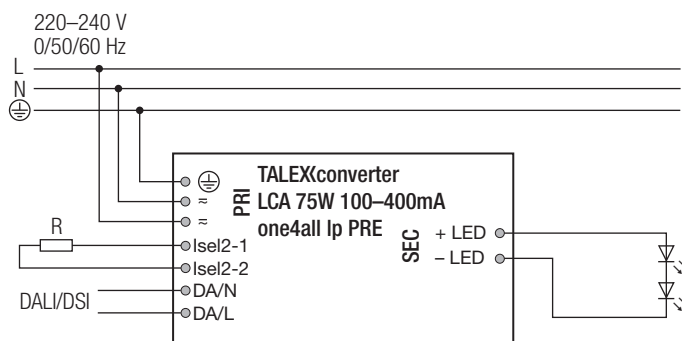 220–240 V
0/50/60 Hz
L
N
TALEXXconverter
LCA 75W 100–400mA
one4all lp PRE
PRI
≈
≈
R
Isel2-1
Isel2-2
DALI/DSI
DA/N
DA/L
SEC
+ LED
– LED